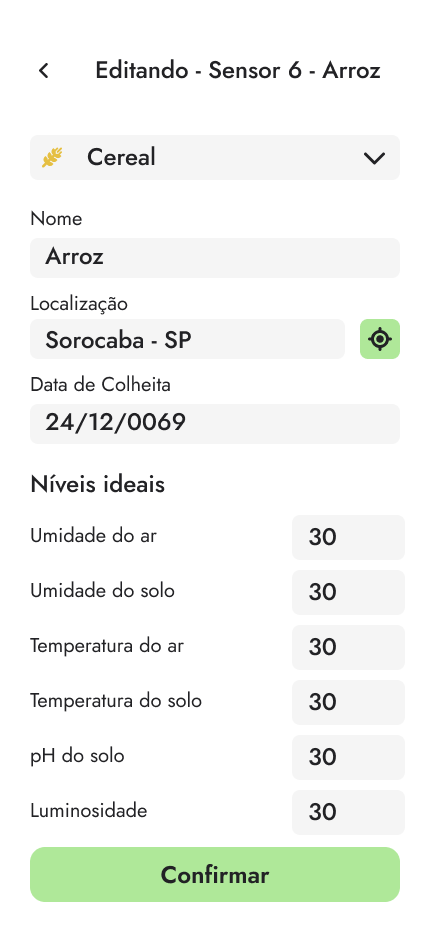 Editando - Sensor 6 - Arroz
Cereal
Nome
Arroz
Localização
Sorocaba - SP
Data de Colheita
24/12/0069
Níveis ideais
Umidade do ar 30
Umidade do solo 30
Temperatura do ar 30
Temperatura do solo 30
pH do solo 30
Luminosidade 30
Confirmar